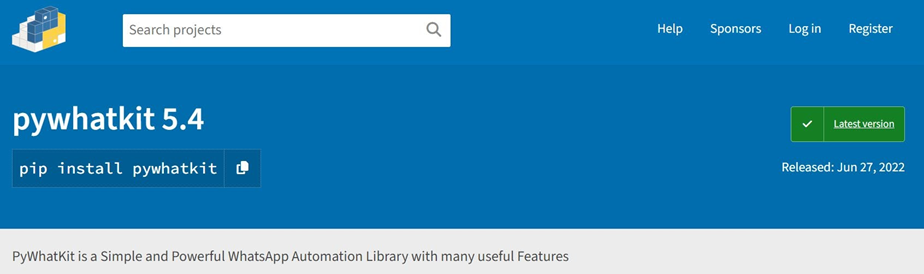 Search projects
Help Sponsors Log in Register
pywhatkit 5.4
Latest version
pip install pywhatkit
Released: Jun 27, 2022
PyWhatKit is a Simple and Powerful WhatsApp Automation Library with many useful Features